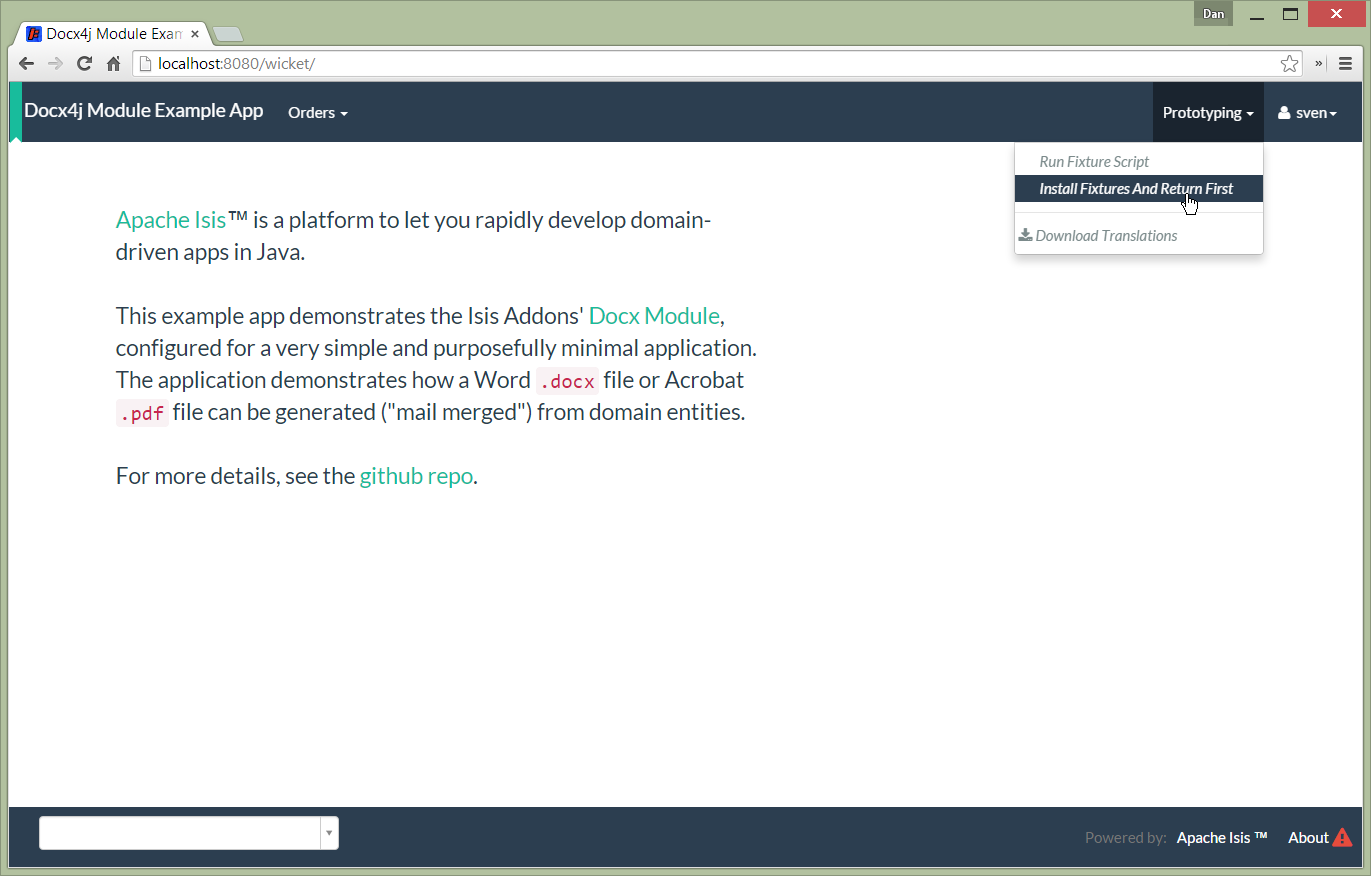 Dan
Docx4j Module Exam
localhost:8080/wicket/
Docx4j Module Example App
Orders
Prototyping
sven
Run Fixture Script
Install Fixtures And Return First
Download Translations
Apache Isis™ is a platform to let you rapidly develop domain-
driven apps in Java.
This example app demonstrates the Isis Addons' Docx Module,
configured for a very simple and purposefully minimal application.
The application demonstrates how a Word .docx file or Acrobat
.pdf file can be generated ("mail merged") from domain entities.
For more details, see the github repo.
Powered by: Apache Isis ™ About